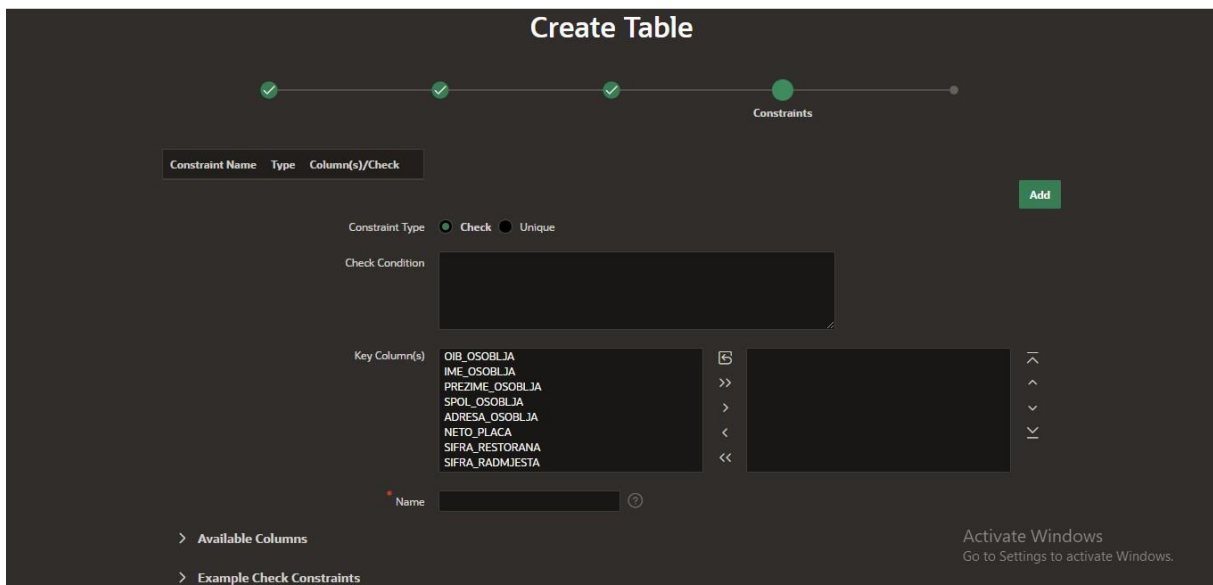 Create Table
Constraints
Constraint Name Type Column(s)/Check
Add
Constraint Type Check Unique
Check Condition
Key Column(s)
OIB_OSOBLJA
IME_OSOBLJA
PREZIME_OSOBLJA
SPOL_OSOBLJA
ADRESA_OSOBLJA
NETO_PLACA
SIFRA_RESTORANA
SIFRA_RADMJESTA
* Name
Available Columns
Activate Windows
Go to Settings to activate Windows.
Example Check Constraints